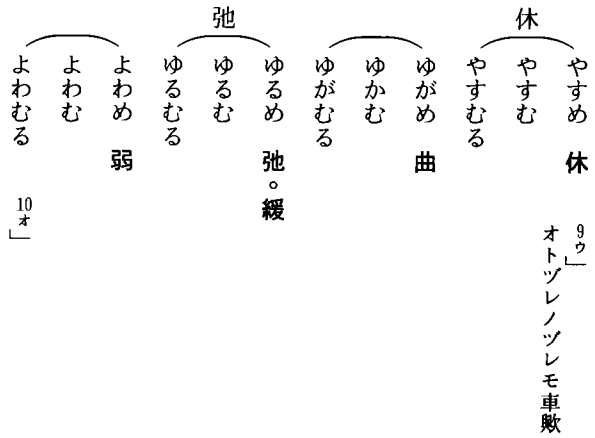 休
やすめ 休
やすむ
やすむる
9ウ」
オトヅレノヅレモ車歟
ゆがめ 曲
ゆかむ
ゆがむる
弛
ゆるめ 弛。緩
ゆるむ
ゆるむる
よわめ 弱
よわむ
よわむる
10オ」